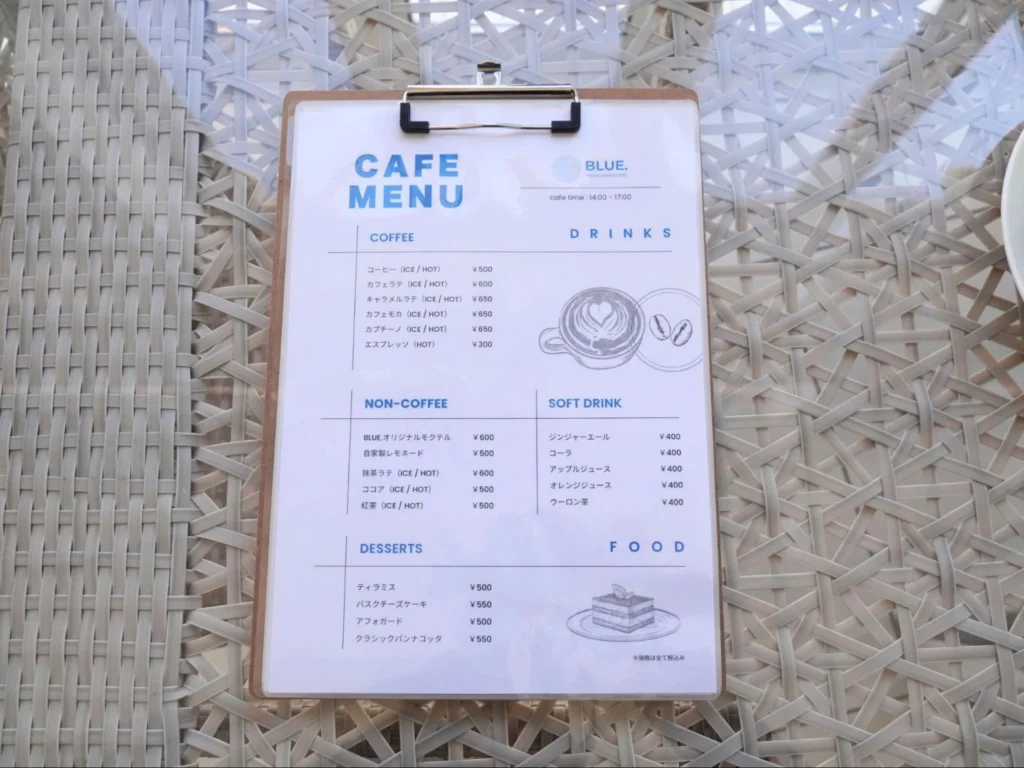 CAFE
MENU
BLUE.
cafe time : 14:00 - 17:00
DRINKS
COFFEE
コーヒー（ICE / HOT） ￥500
カフェラテ（ICE / HOT） ￥600
キャラメルラテ（ICE / HOT） ￥650
カフェモカ（ICE / HOT） ￥650
カプチーノ（ICE / HOT） ￥650
エスプレッソ（HOT） ￥300
NON-COFFEE
BLUE.オリジナルモクテル ￥600
自家製レモネード ￥500
抹茶ラテ（ICE / HOT） ￥600
ココア（ICE / HOT） ￥500
紅茶（ICE / HOT） ￥500
SOFT DRINK
ジンジャーエール ￥400
コーラ ￥400
アップルジュース ￥400
オレンジジュース ￥400
ウーロン茶 ￥400
FOOD
DESSERTS
ティラミス ￥500
バスクチーズケーキ ￥550
アフォガード ￥500
クラシックパンナコッタ ￥550
※価格は全て税込み